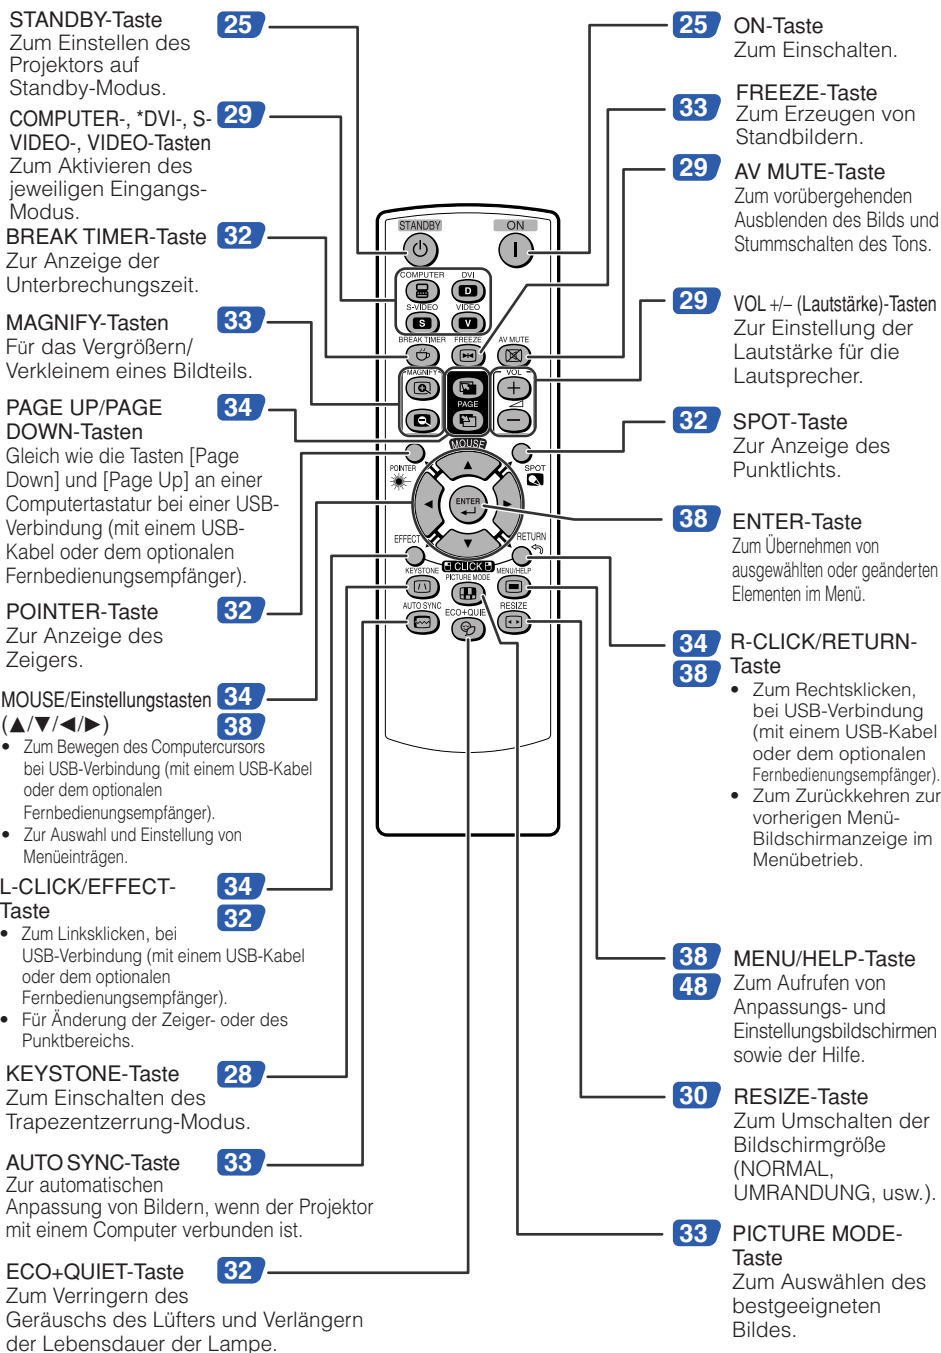 STANDBY-Taste 25
Zum Einstellen des
Projektors auf
Standby-Modus.
COMPUTER-, *DVI-, S- 29
VIDEO-, VIDEO-Tasten
Zum Aktivieren des
jeweiligen Eingangs-
Modus.
BREAK TIMER-Taste 32
Zur Anzeige der
Unterbrechungszeit.
MAGNIFY-Tasten 33
Für das Vergrößern/
Verkleinem eines Bildteils.
PAGE UP/PAGE 34
DOWN-Tasten
Gleich wie die Tasten [Page
Down] und [Page Up] an einer
Computertastatur bei einer USB-
Verbindung (mit einem USB-
Kabel oder dem optionalen
Fernbedienungsempfänger).
POINTER-Taste 32
Zur Anzeige des
Zeigers.
MOUSE/Einstellungstasten 34
(▲/▼/◀/▶) 38
• Zum Bewegen des Computercursors
bei USB-Verbindung (mit einem USB-Kabel
oder dem optionalen
Fernbedienungsempfänger).
• Zur Auswahl und Einstellung von
Menüeinträgen.
L-CLICK/EFFECT- 34
Taste 32
• Zum Linksklicken, bei
USB-Verbindung (mit einem USB-Kabel
oder dem optionalen
Fernbedienungsempfänger).
• Für Änderung der Zeiger- oder des
Punktbereichs.
KEYSTONE-Taste 28
Zum Einschalten des
Trapezentzerrung-Modus.
AUTO SYNC-Taste 33
Zur automatischen
Anpassung von Bildern, wenn der Projektor
mit einem Computer verbunden ist.
ECO+QUIET-Taste 32
Zum Verringern des
Geräuschs des Lüfters und Verlängern
der Lebensdauer der Lampe.
STANDBY ON
COMPUTER DVI
D
S-VIDEO VIDEO
S V
BREAK TIMER FREEZE AV MUTE
MAGNIFY VOL
PAGE
MOUSE
POINTER SPOT
ENTER
EFFECT RETURN
CLICK
KEYSTONE PICTURE MODE MENU/HELP
AUTO SYNC ECO+QUIE RESIZE
25 ON-Taste
Zum Einschalten.
33 FREEZE-Taste
Zum Erzeugen von
Standbildern.
29 AV MUTE-Taste
Zum vorübergehenden
Ausblenden des Bilds und
Stummschalten des Tons.
29 VOL +/– (Lautstärke)-Tasten
Zur Einstellung der
Lautstärke für die
Lautsprecher.
32 SPOT-Taste
Zur Anzeige des
Punktlichts.
38 ENTER-Taste
Zum Übernehmen von
ausgewählten oder geänderten
Elementen im Menü.
34 R-CLICK/RETURN-
38 Taste
• Zum Rechtsklicken,
bei USB-Verbindung
(mit einem USB-Kabel
oder dem optionalen
Fernbedienungsempfänger).
• Zum Zurückkehren zur
vorherigen Menü-
Bildschirmanzeige im
Menübetrieb.
38 MENU/HELP-Taste
48 Zum Aufrufen von
Anpassungs- und
Einstellungsbildschirmen
sowie der Hilfe.
30 RESIZE-Taste
Zum Umschalten der
Bildschirmgröße
(NORMAL,
UMRANDUNG, usw.).
33 PICTURE MODE-
Taste
Zum Auswählen des
bestgeeigneten
Bildes.